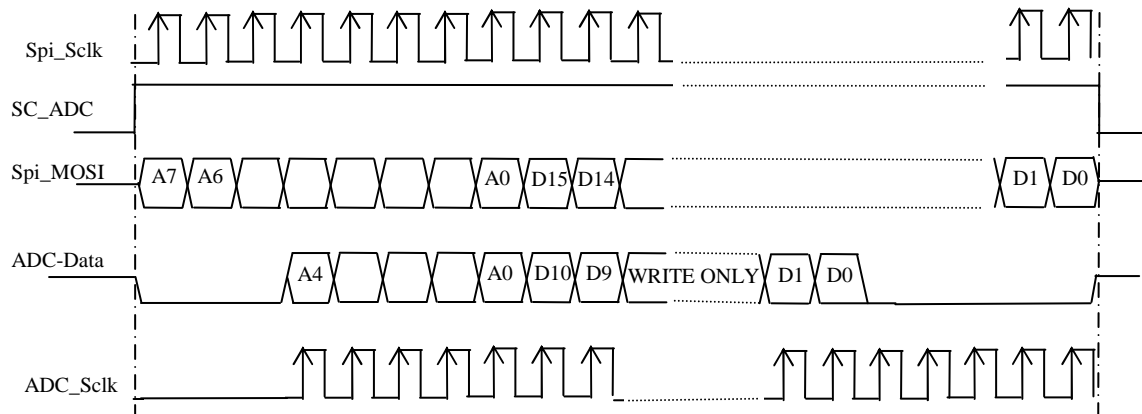 Spi_Sclk
SC_ADC
Spi_MOSI A7 A6 A0 D15 D14 D1 D0
ADC-Data A4 A0 D10 D9 WRITE ONLY D1 D0
ADC_Sclk